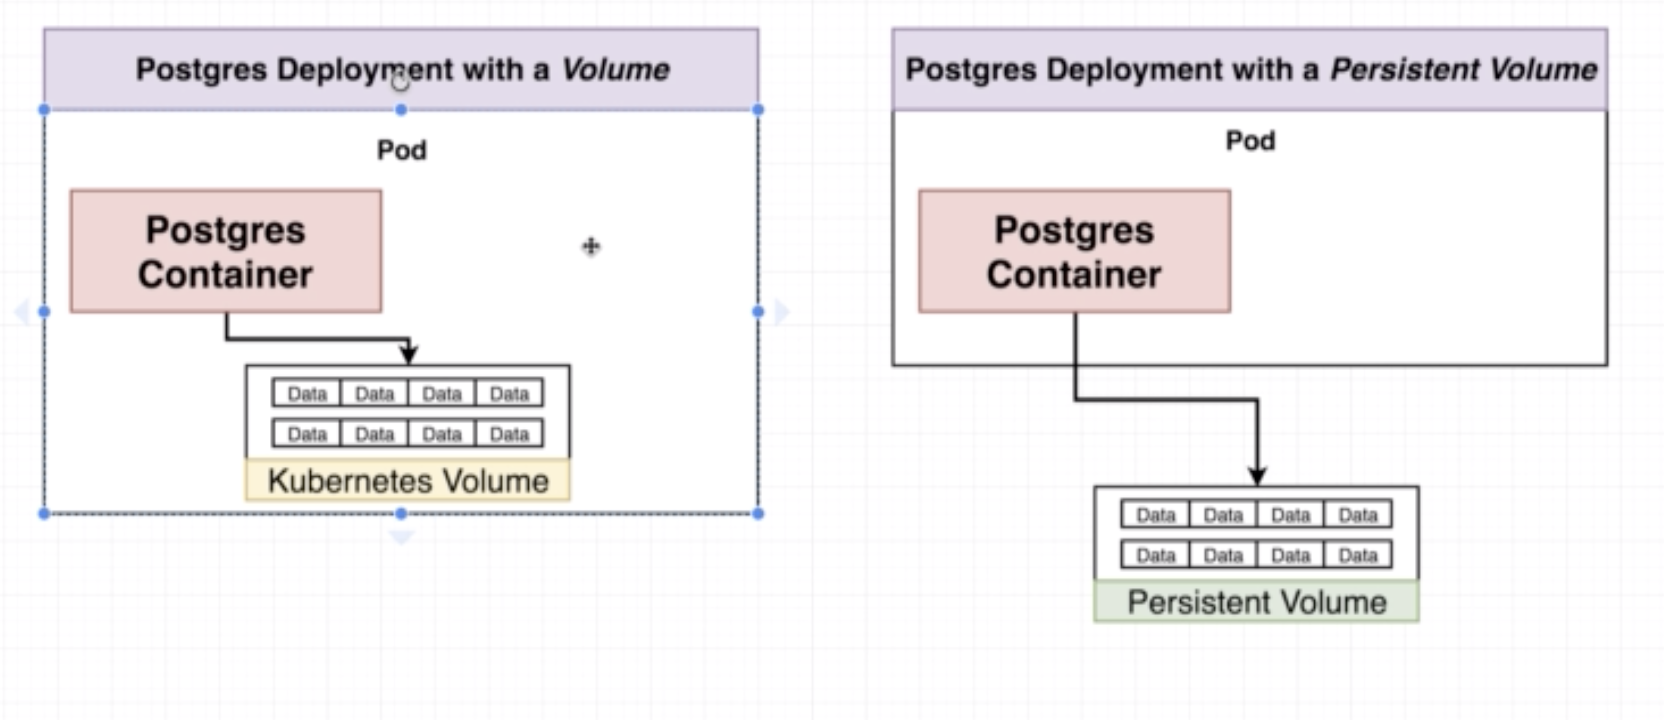 Postgres Deployment with a Volume
Pod
Postgres
Container
Data Data Data Data
Data Data Data Data
Kubernetes Volume
Postgres Deployment with a Persistent Volume
Pod
Postgres
Container
Data Data Data Data
Data Data Data Data
Persistent Volume